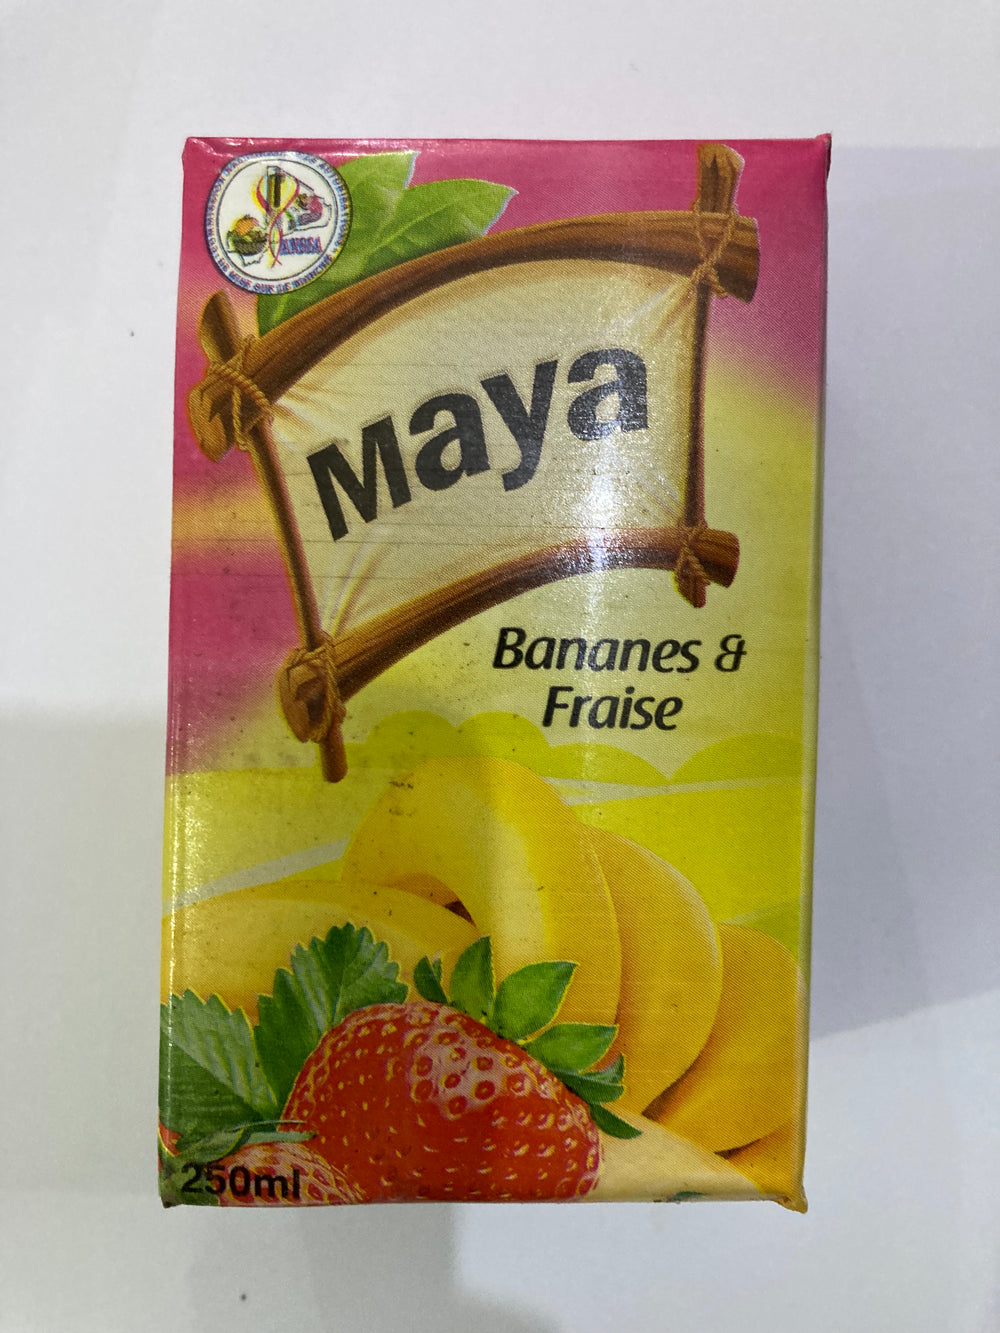 Maya
Bananes &
Fraise
250ml